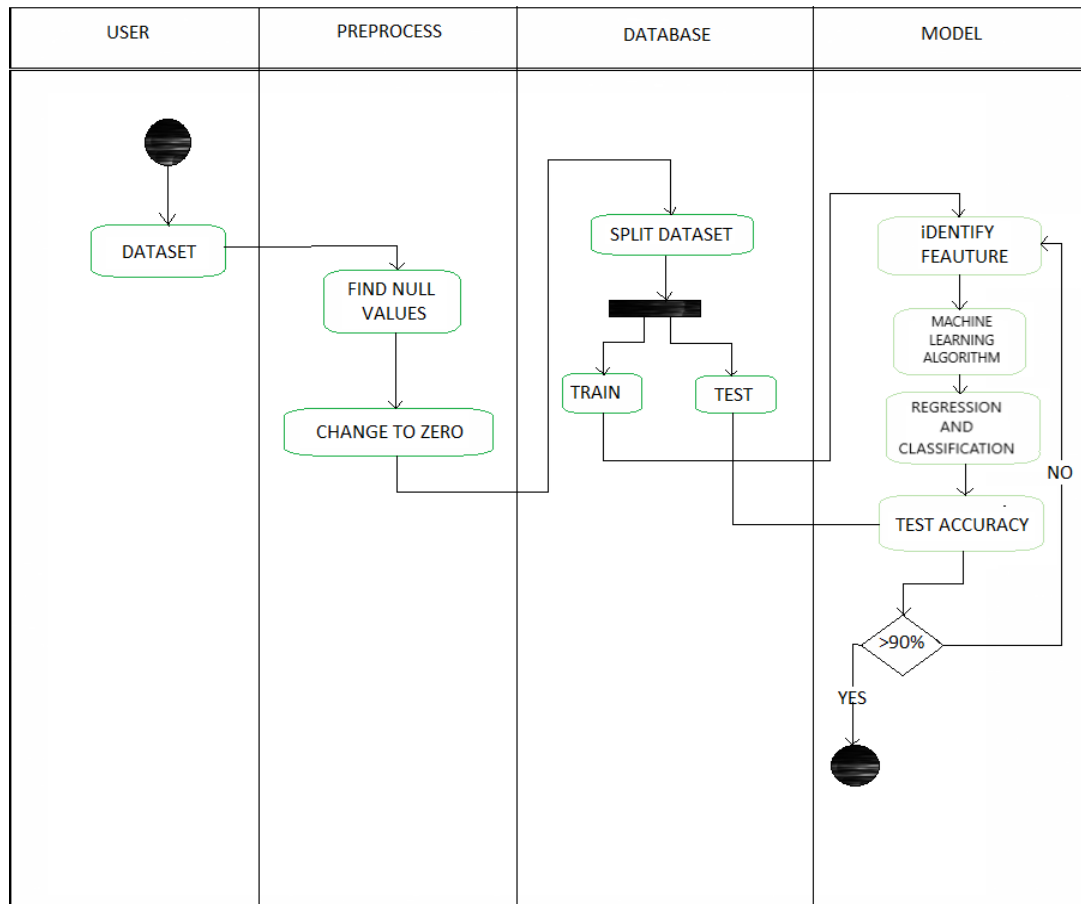 USER
PREPROCESS
DATABASE
MODEL
DATASET
FIND NULL
VALUES
CHANGE TO ZERO
SPLIT DATASET
TRAIN
TEST
iDENTIFY
FEAUTURE
MACHINE
LEARNING
ALGORITHM
REGRESSION
AND
CLASSIFICATION
TEST ACCURACY
>90%
NO
YES